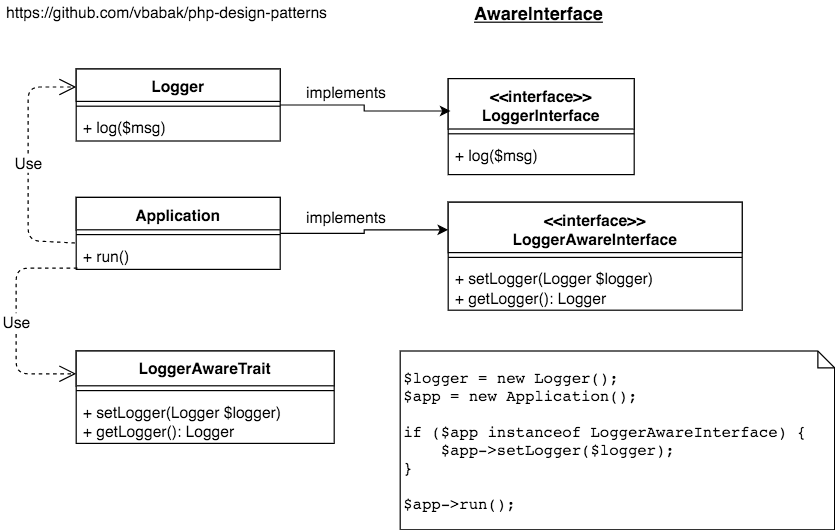 https://github.com/vbabak/php-design-patterns
AwareInterface
Logger
+ log($msg)
implements
<<interface>>
LoggerInterface
+ log($msg)
Use
Application
+ run()
implements
<<interface>>
LoggerAwareInterface
+ setLogger(Logger $logger)
+ getLogger(): Logger
Use
LoggerAwareTrait
+ setLogger(Logger $logger)
+ getLogger(): Logger
$logger = new Logger();
$app = new Application();
if ($app instanceof LoggerAwareInterface) {
    $app->setLogger($logger);
}
$app->run();